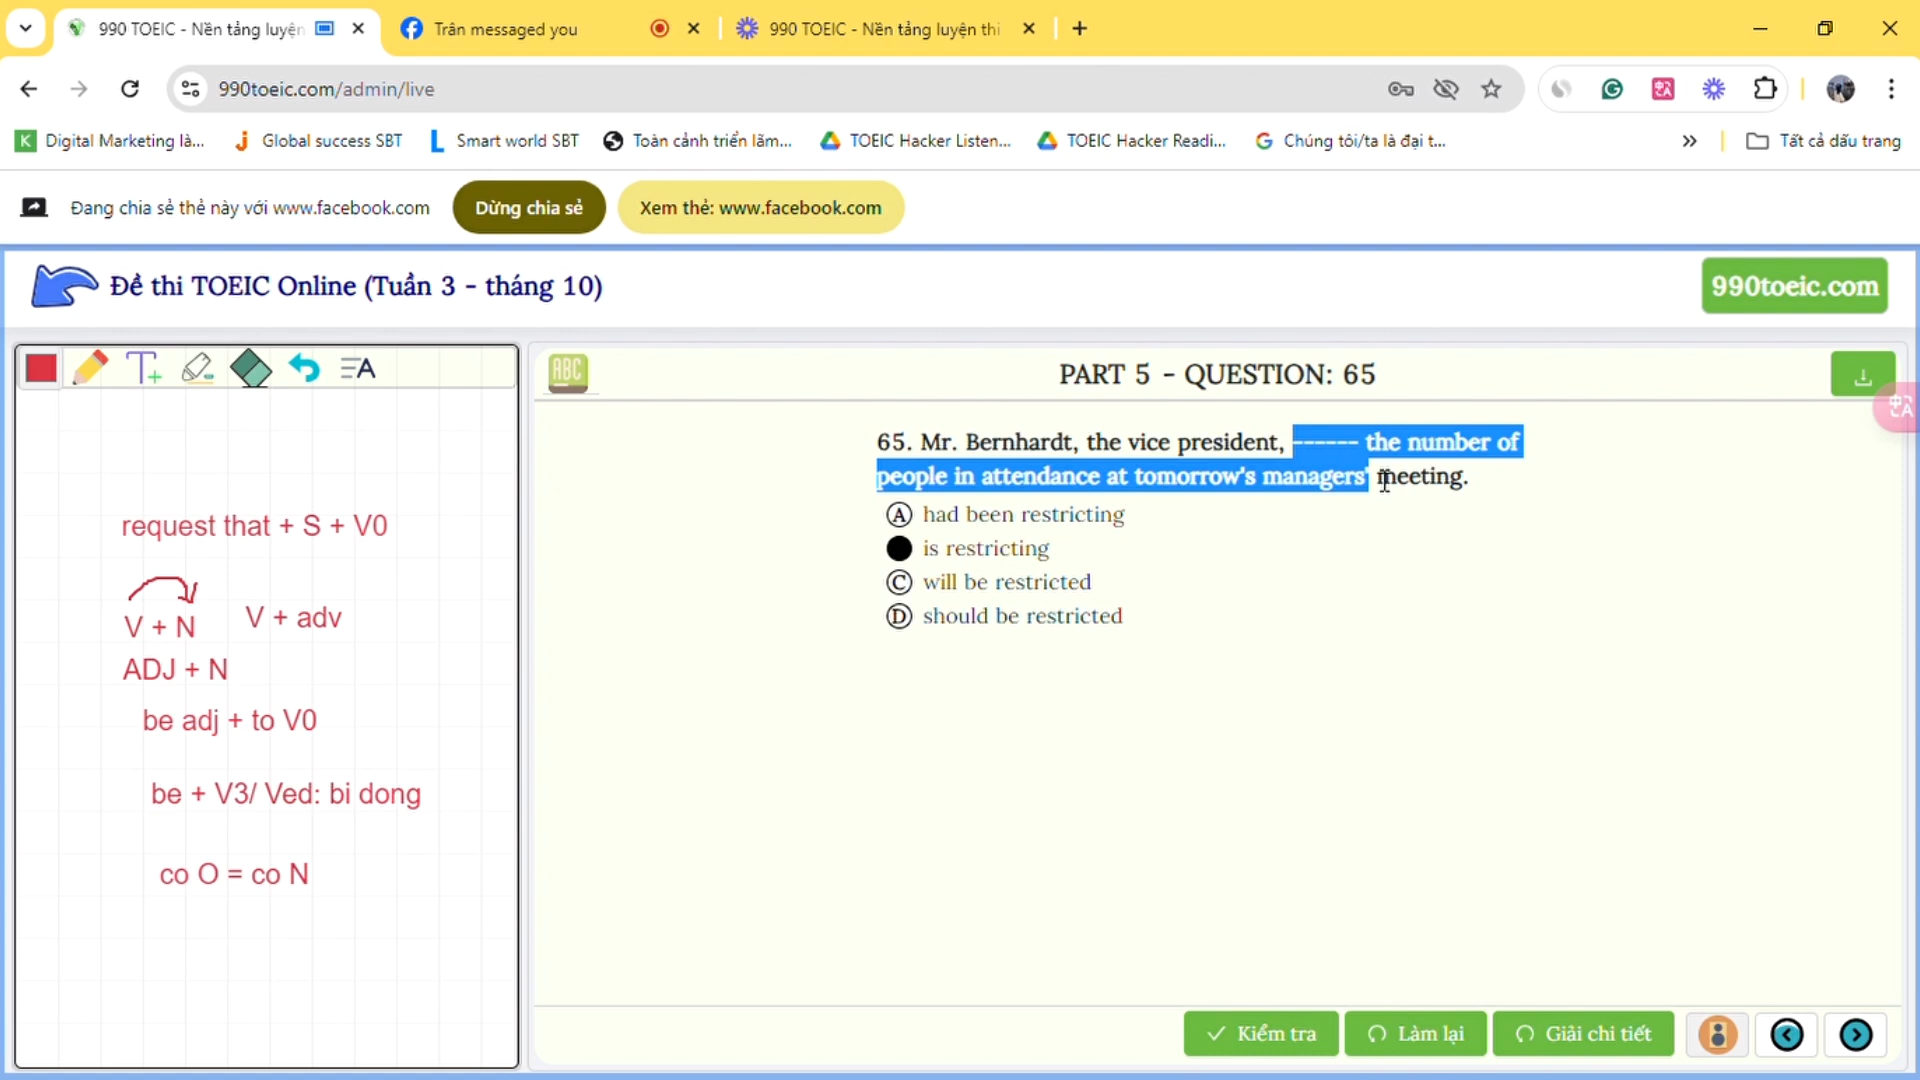 990 TOEIC - Nền tảng luyện
Trân messaged you
990 TOEIC - Nền tảng luyện thi
990toeic.com/admin/live
Digital Marketing là...
Global success SBT
Smart world SBT
Toàn cảnh triển lãm...
TOEIC Hacker Listen...
TOEIC Hacker Readi...
Chúng tôi/ta là đại t...
Tất cả dấu trang
Đang chia sẻ thẻ này với www.facebook.com
Dừng chia sẻ
Xem thẻ: www.facebook.com
Đề thi TOEIC Online (Tuần 3 - tháng 10)
990toeic.com
request that + S + V0
V + N
V + adv
ADJ + N
be adj + to V0
be + V3/ Ved: bi dong
co O = co N
ABC
PART 5 - QUESTION: 65
65. Mr. Bernhardt, the vice president, ------ the number of
people in attendance at tomorrow's managers' meeting.
A had been restricting
is restricting
C will be restricted
D should be restricted
Kiểm tra
Làm lại
Giải chi tiết